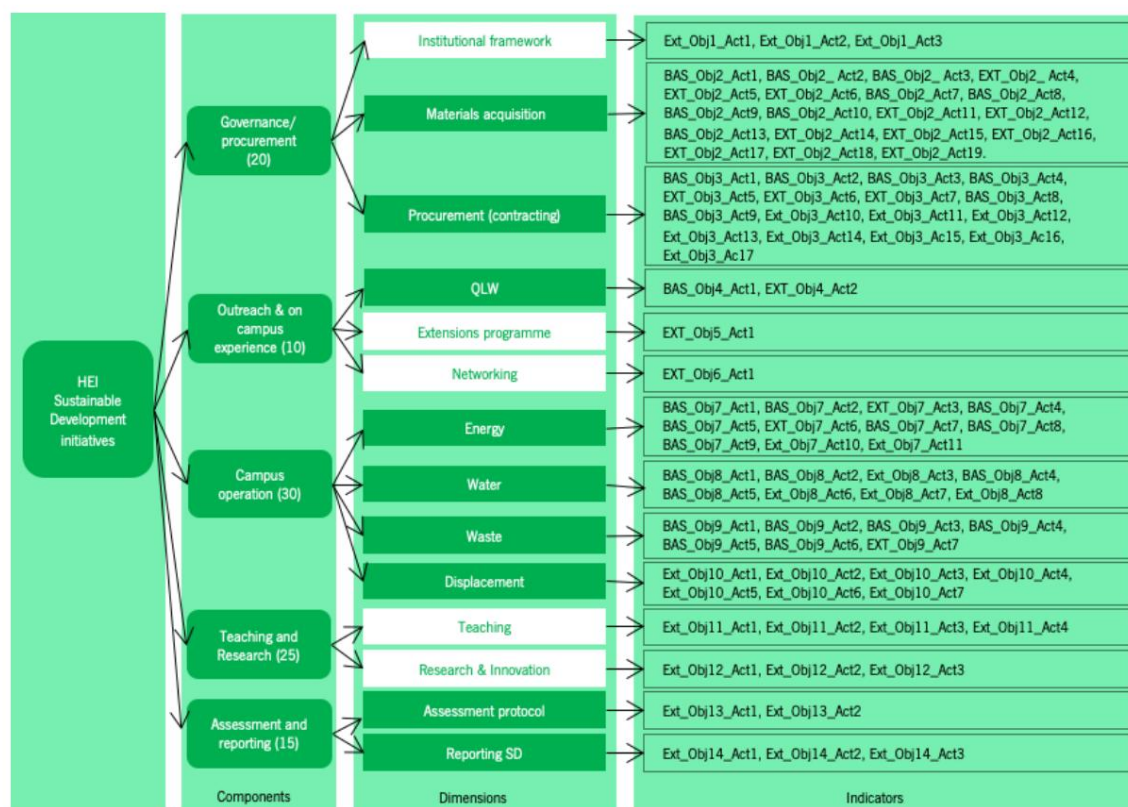 HEI
Sustainable
Development
initiatives
Governance/
procurement
(20)
Outreach & on
campus
experience (10)
Campus
operation (30)
Teaching and
Research (25)
Assessment and
reporting (15)
Components
Institutional framework
Materials acquisition
Procurement (contracting)
QLW
Extensions programme
Networking
Energy
Water
Waste
Displacement
Teaching
Research & Innovation
Assessment protocol
Reporting SD
Dimensions
Ext_Obj1_Act1, Ext_Obj1_Act2, Ext_Obj1_Act3
BAS_Obj2_Act1, BAS_Obj2_ Act2, BAS_Obj2_ Act3, EXT_Obj2_ Act4,
EXT_Obj2_Act5, EXT_Obj2_Act6, BAS_Obj2_Act7, BAS_Obj2_Act8,
BAS_Obj2_Act9, BAS_Obj2_Act10, EXT_Obj2_Act11, EXT_Obj2_Act12,
BAS_Obj2_Act13, EXT_Obj2_Act14, EXT_Obj2_Act15, EXT_Obj2_Act16,
EXT_Obj2_Act17, EXT_Obj2_Act18, EXT_Obj2_Act19.
BAS_Obj3_Act1, BAS_Obj3_Act2, BAS_Obj3_Act3, BAS_Obj3_Act4,
EXT_Obj3_Act5, EXT_Obj3_Act6, EXT_Obj3_Act7, BAS_Obj3_Act8,
BAS_Obj3_Act9, Ext_Obj3_Act10, Ext_Obj3_Act11, Ext_Obj3_Act12,
Ext_Obj3_Act13, Ext_Obj3_Act14, Ext_Obj3_Ac15, Ext_Obj3_Ac16,
Ext_Obj3_Ac17
BAS_Obj4_Act1, EXT_Obj4_Act2
EXT_Obj5_Act1
EXT_Obj6_Act1
BAS_Obj7_Act1, BAS_Obj7_Act2, EXT_Obj7_Act3, BAS_Obj7_Act4,
BAS_Obj7_Act5, EXT_Obj7_Act6, BAS_Obj7_Act7, BAS_Obj7_Act8,
BAS_Obj7_Act9, Ext_Obj7_Act10, Ext_Obj7_Act11
BAS_Obj8_Act1, BAS_Obj8_Act2, Ext_Obj8_Act3, BAS_Obj8_Act4,
BAS_Obj8_Act5, Ext_Obj8_Act6, Ext_Obj8_Act7, Ext_Obj8_Act8
BAS_Obj9_Act1, BAS_Obj9_Act2, BAS_Obj9_Act3, BAS_Obj9_Act4,
BAS_Obj9_Act5, BAS_Obj9_Act6, EXT_Obj9_Act7
Ext_Obj10_Act1, Ext_Obj10_Act2, Ext_Obj10_Act3, Ext_Obj10_Act4,
Ext_Obj10_Act5, Ext_Obj10_Act6, Ext_Obj10_Act7
Ext_Obj11_Act1, Ext_Obj11_Act2, Ext_Obj11_Act3, Ext_Obj11_Act4
Ext_Obj12_Act1, Ext_Obj12_Act2, Ext_Obj12_Act3
Ext_Obj13_Act1, Ext_Obj13_Act2
Ext_Obj14_Act1, Ext_Obj14_Act2, Ext_Obj14_Act3
Indicators